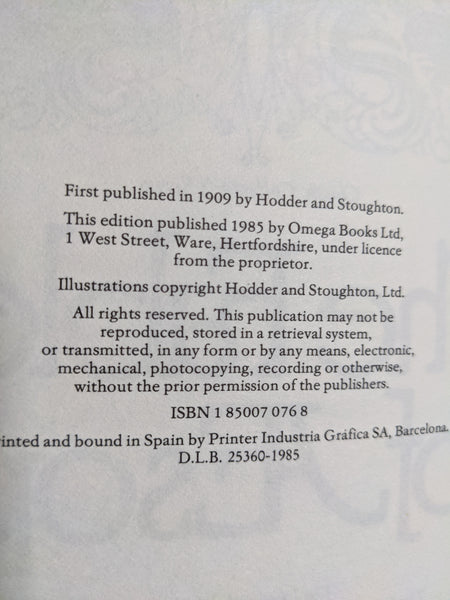 First published in 1909 by Hodder and Stoughton.
This edition published 1985 by Omega Books Ltd,
1 West Street, Ware, Hertfordshire, under licence
from the proprietor.
Illustrations copyright Hodder and Stoughton, Ltd.
All rights reserved. This publication may not be
reproduced, stored in a retrieval system,
or transmitted, in any form or by any means, electronic,
mechanical, photocopying, recording or otherwise,
without the prior permission of the publishers.
ISBN 1 85007 076 8
inted and bound in Spain by Printer Industria Gráfica SA, Barcelona.
D.L.B. 25360-1985